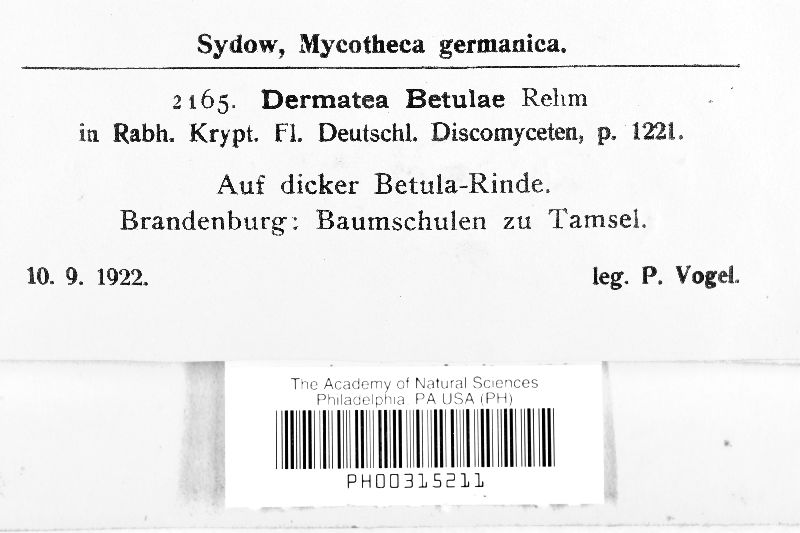 Sydow, Mycotheca germanica.
2165. Dermatea Betulae Rehm
in Rabh. Krypt. Fl. Deutschl. Discomyceten, p. 1221.
Auf dicker Betula-Rinde.
Brandenburg: Baumschulen zu Tamsel.
10. 9. 1922. leg. P. Vogel.
The Academy of Natural Sciences
Philadelphia PA USA (PH)
PH00315211